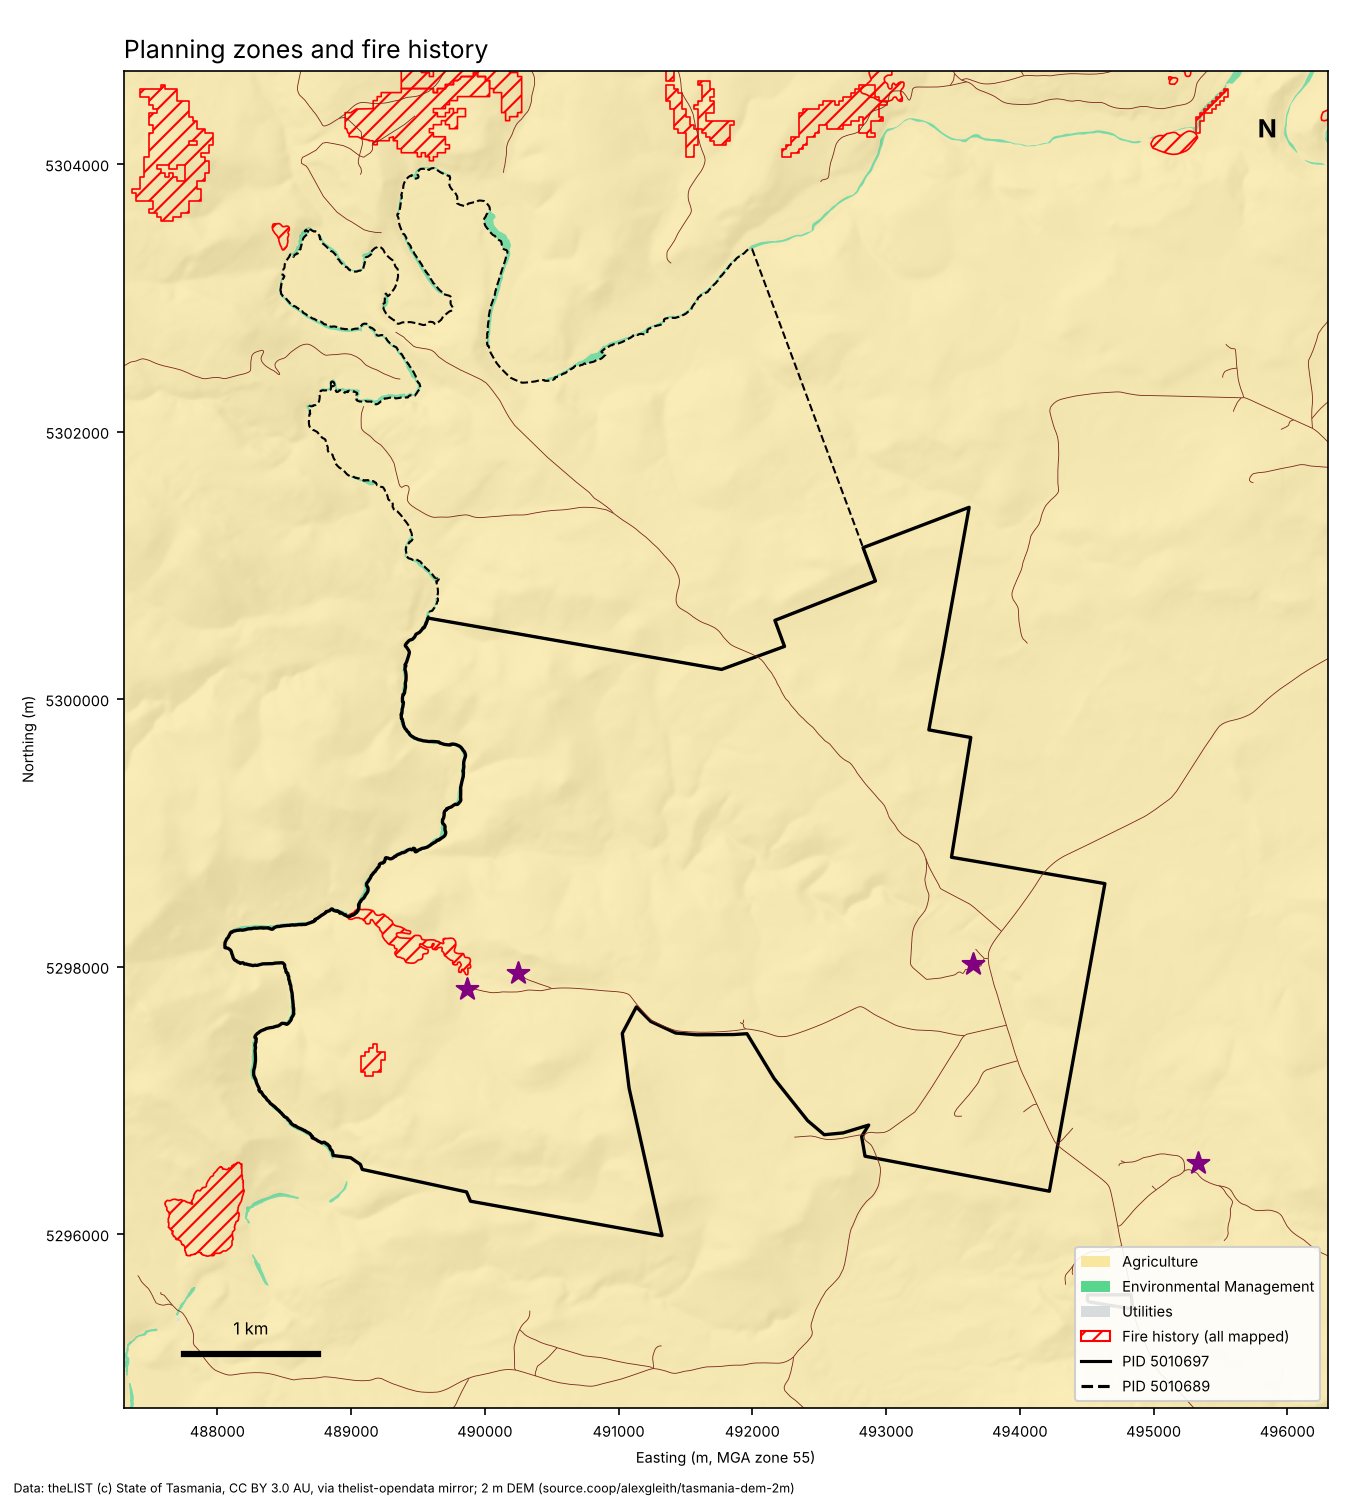 Planning zones and fire history
N
5304000
5302000
5300000
5298000
5296000
Northing (m)
1 km
Agriculture
Environmental Management
Utilities
Fire history (all mapped)
PID 5010697
PID 5010689
488000
489000
490000
491000
492000
493000
494000
495000
496000
Easting (m, MGA zone 55)
Data: theLIST (c) State of Tasmania, CC BY 3.0 AU, via thelist-opendata mirror; 2 m DEM (source.coop/alexgleith/tasmania-dem-2m)